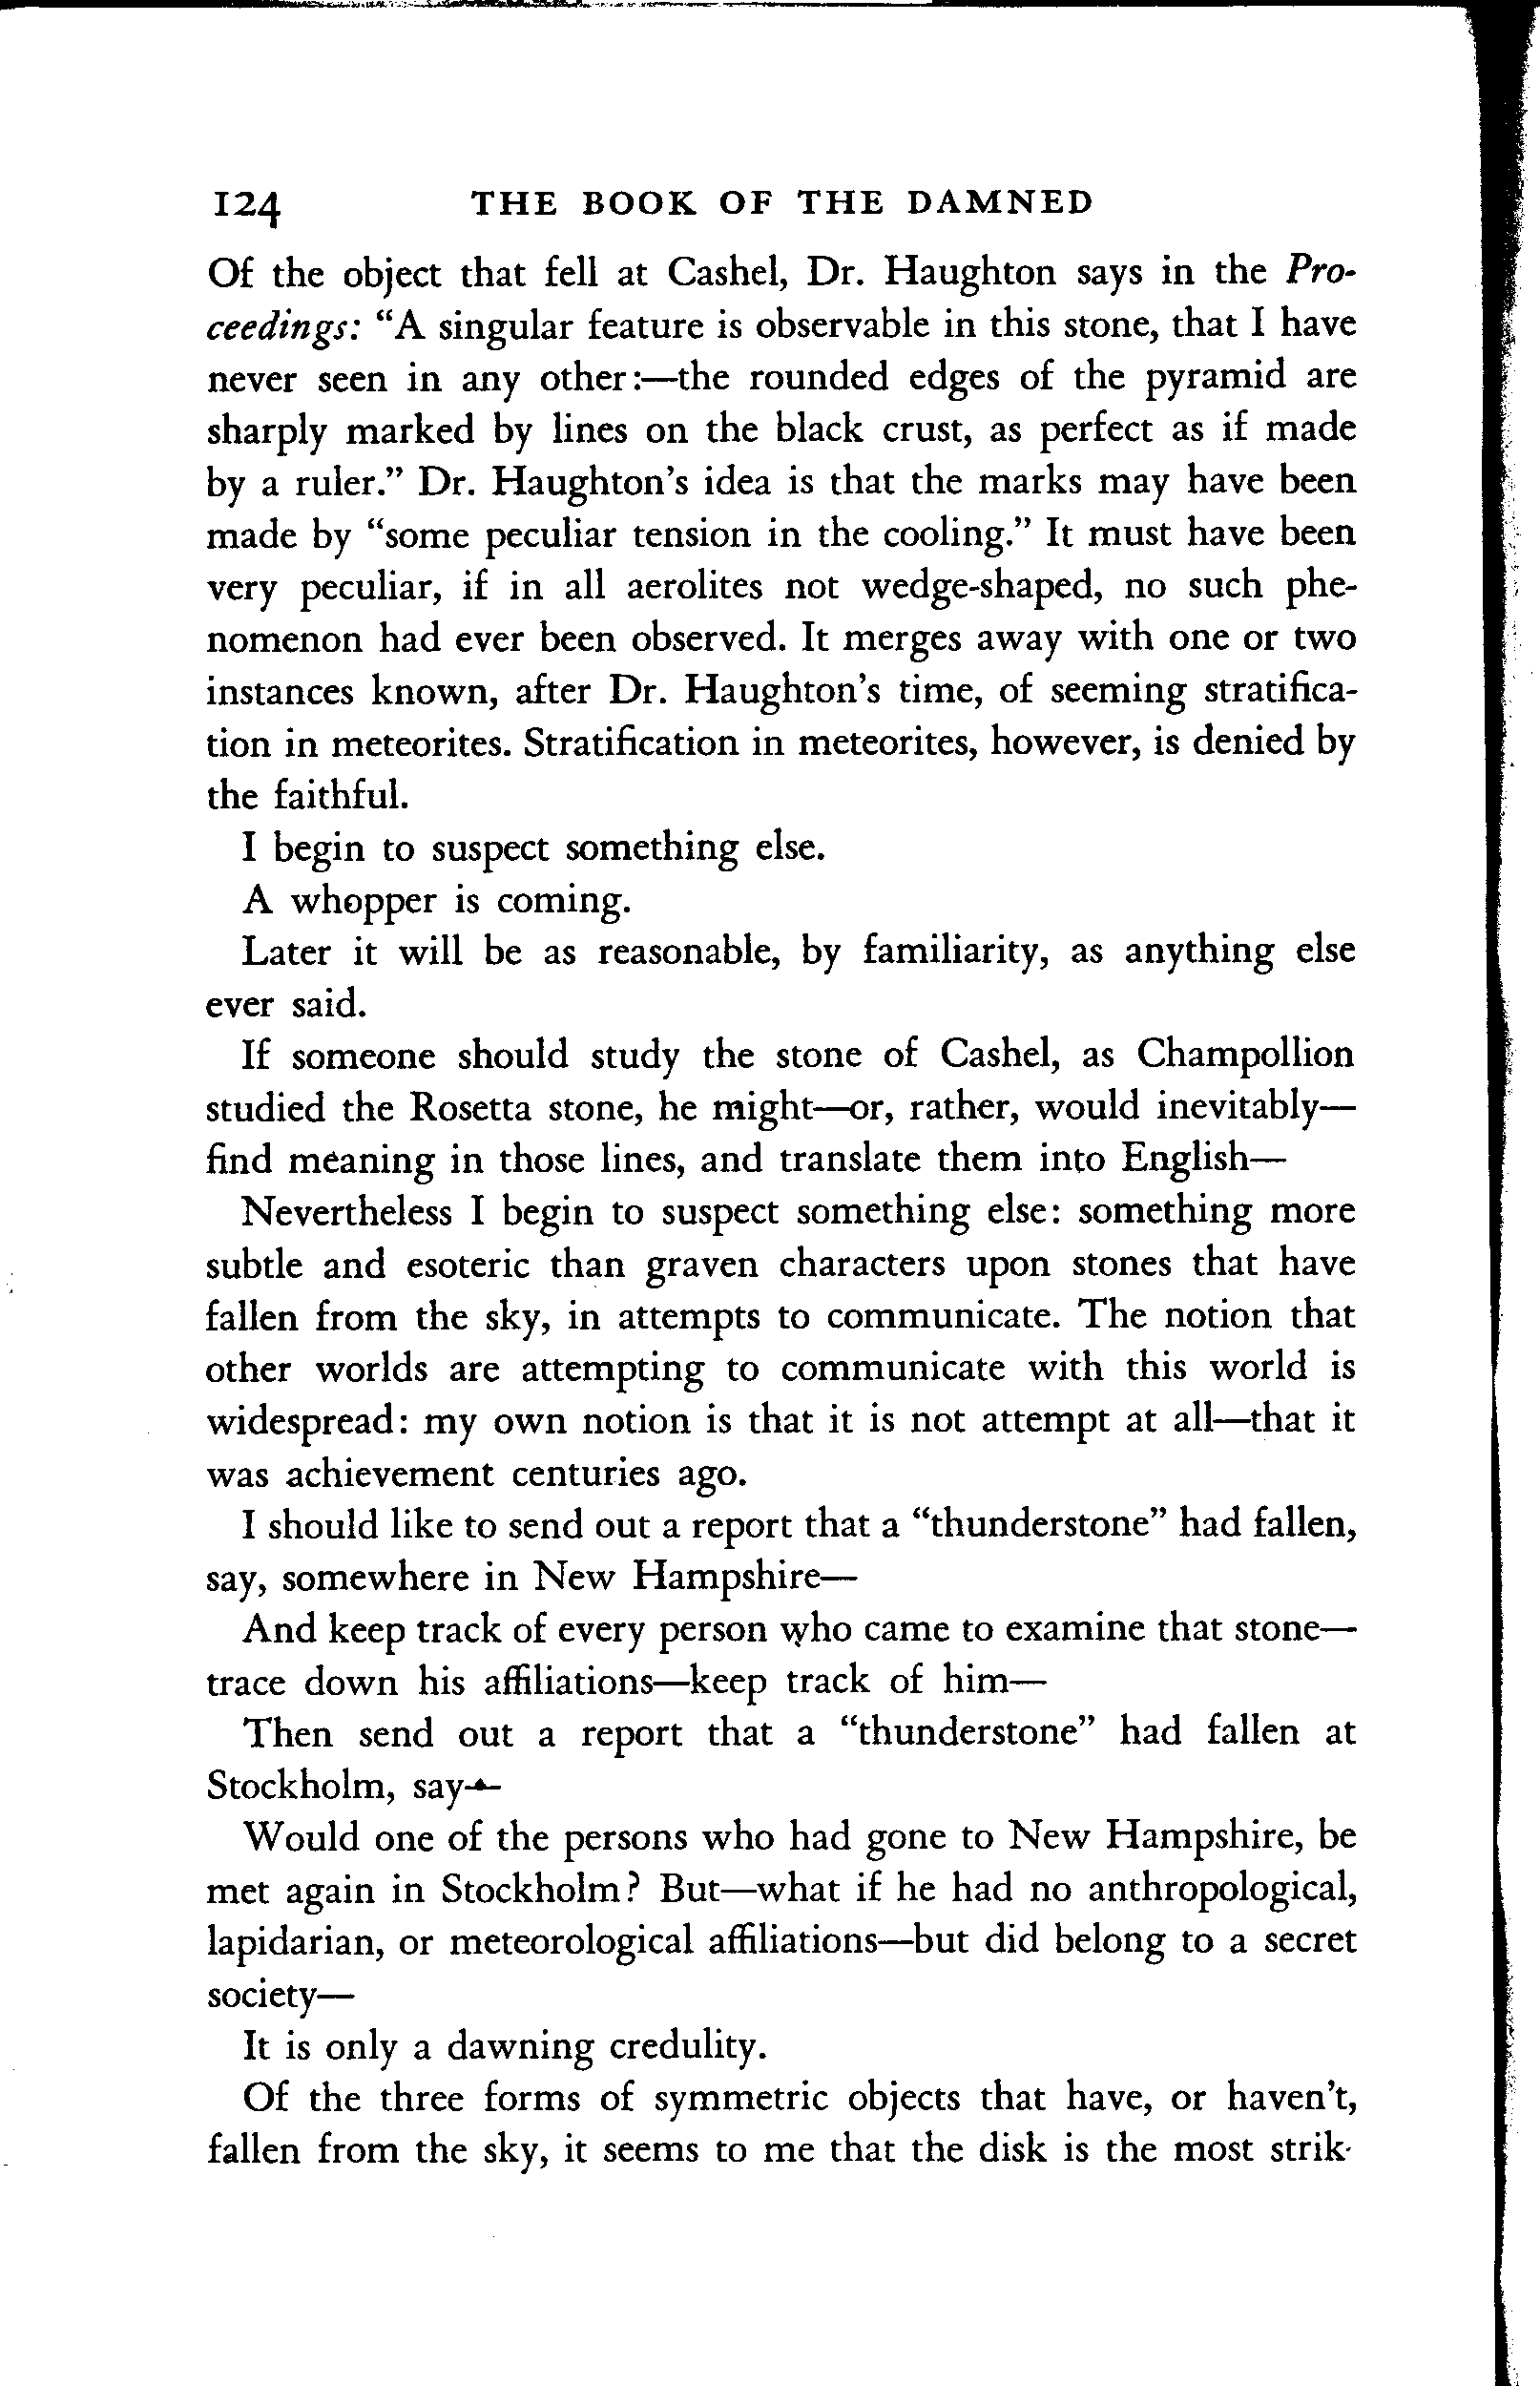 124 THE BOOK OF THE DAMNED
Of the object that fell at Cashel, Dr. Haughton says in the Pro-
ceedings: “A singular feature is observable in this stone, that I have
never seen in any other:—the rounded edges of the pyramid are
sharply marked by lines on the black crust, as perfect as if made
by a ruler.” Dr. Haughton’s idea is that the marks may have been
made by “some peculiar tension in the cooling.” It must have been
very peculiar, if in all aerolites not wedge-shaped, no such phe-
nomenon had ever been observed. It merges away with one or two
instances known, after Dr. Haughton’s time, of seeming stratifica-
tion in meteorites. Stratification in meteorites, however, is denied by
the faithful.
I begin to suspect something else.
A whopper is coming.
Later it will be as reasonable, by familiarity, as anything else
ever said.
If someone should study the stone of Cashel, as Champollion
studied the Rosetta stone, he might—or, rather, would inevitably—
find meaning in those lines, and translate them into English—
Nevertheless I begin to suspect something else: something more
subtle and esoteric than graven characters upon stones that have
fallen from the sky, in attempts to communicate. The notion that
other worlds are attempting to communicate with this world is
widespread: my own notion is that it is not attempt at all—that it
was achievement centuries ago.
I should like to send out a report that a “thunderstone” had fallen,
say, somewhere in New Hampshire—
And keep track of every person who came to examine that stone—
trace down his affiliations—keep track of him—
Then send out a report that a “thunderstone” had fallen at
Stockholm, say—
Would one of the persons who had gone to New Hampshire, be
met again in Stockholm? But—what if he had no anthropological,
lapidarian, or meteorological affiliations—but did belong to a secret
society—
It is only a dawning credulity.
Of the three forms of symmetric objects that have, or haven’t,
fallen from the sky, it seems to me that the disk is the most strik-